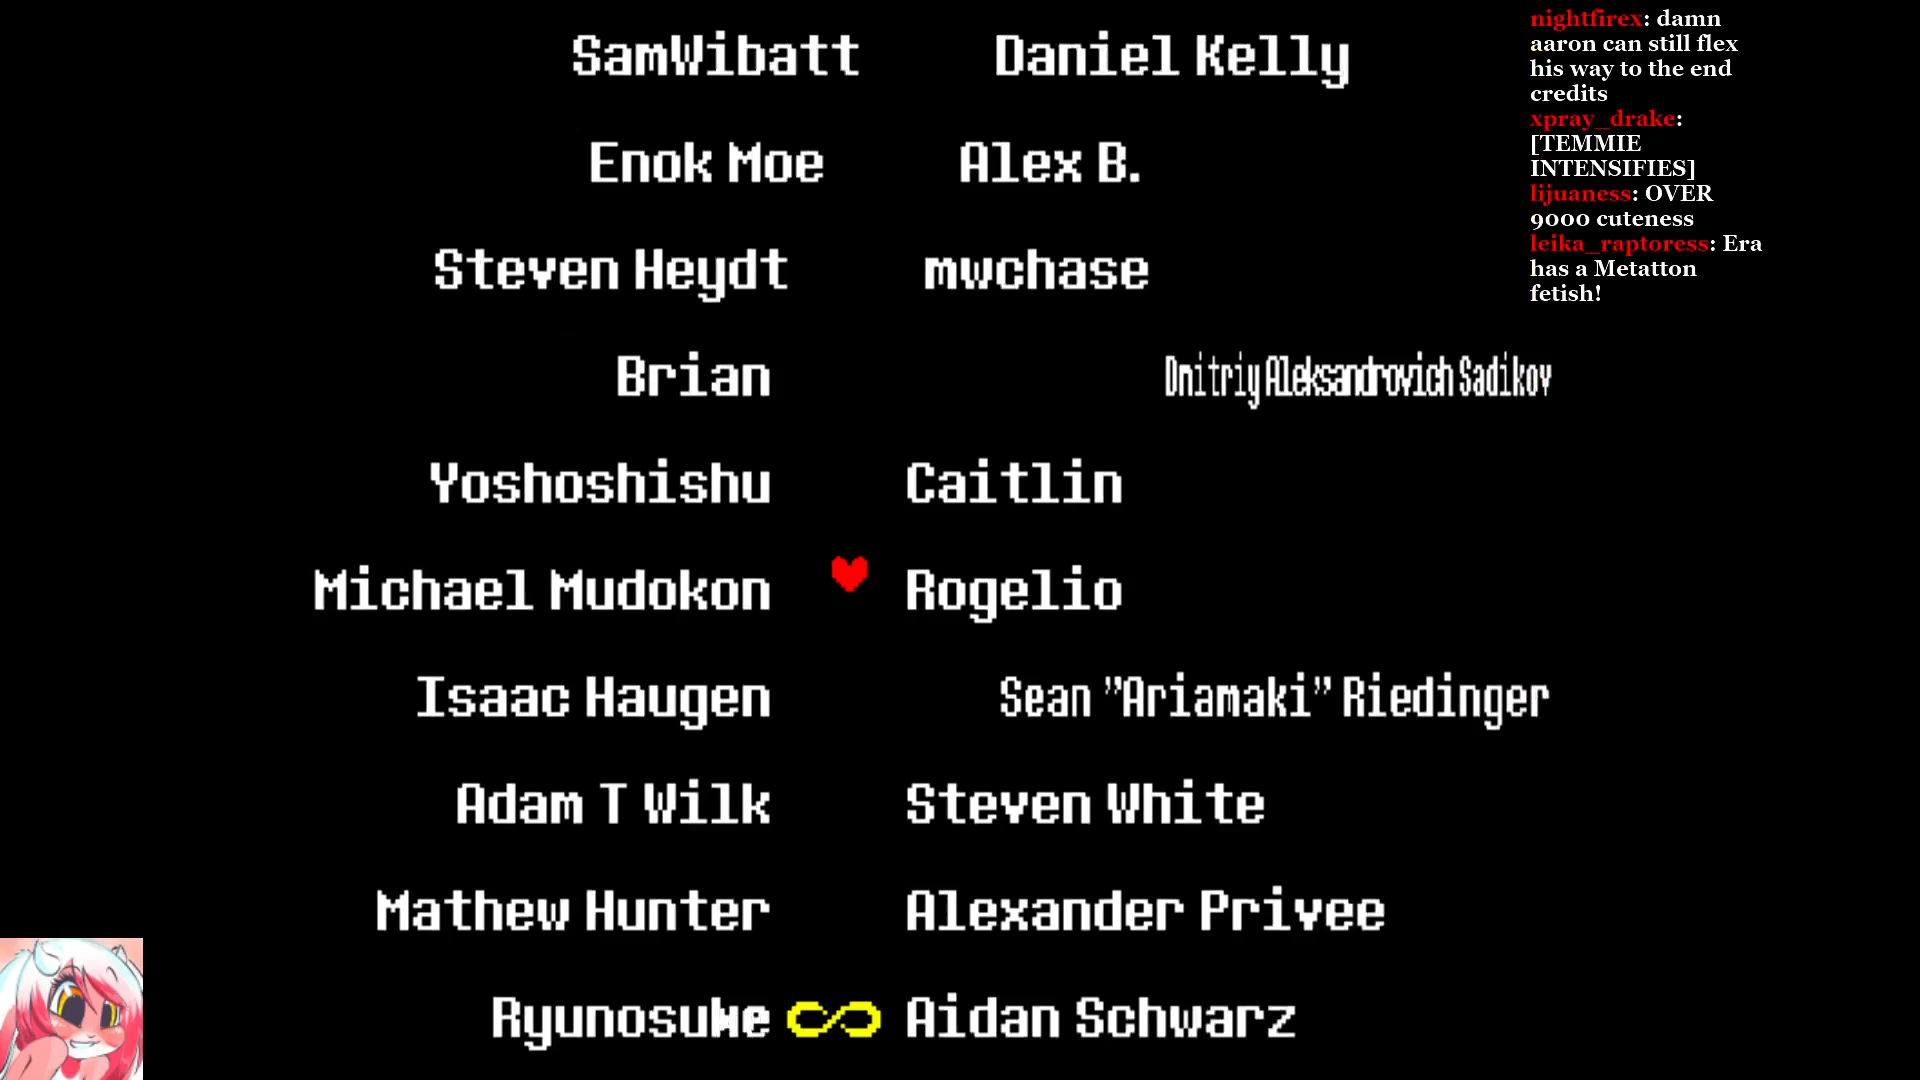 SamWibatt Daniel Kelly
Enok Moe Alex B.
Steven Heydt mwchase
Brian Dmitriy Aleksandrovich Sadikov
Yoshoshishu Caitlin
Michael Mudokon Rogelio
Isaac Haugen Sean "Ariamaki" Riedinger
Adam T Wilk Steven White
Mathew Hunter Alexander Privee
Ryunosuke Aidan Schwarz
nightfirex: damn
aaron can still flex
his way to the end
credits
xpray_drake:
[TEMMIE
INTENSIFIES]
lijuaness: OVER
9000 cuteness
leika_raptoress: Era
has a Metatton
fetish!